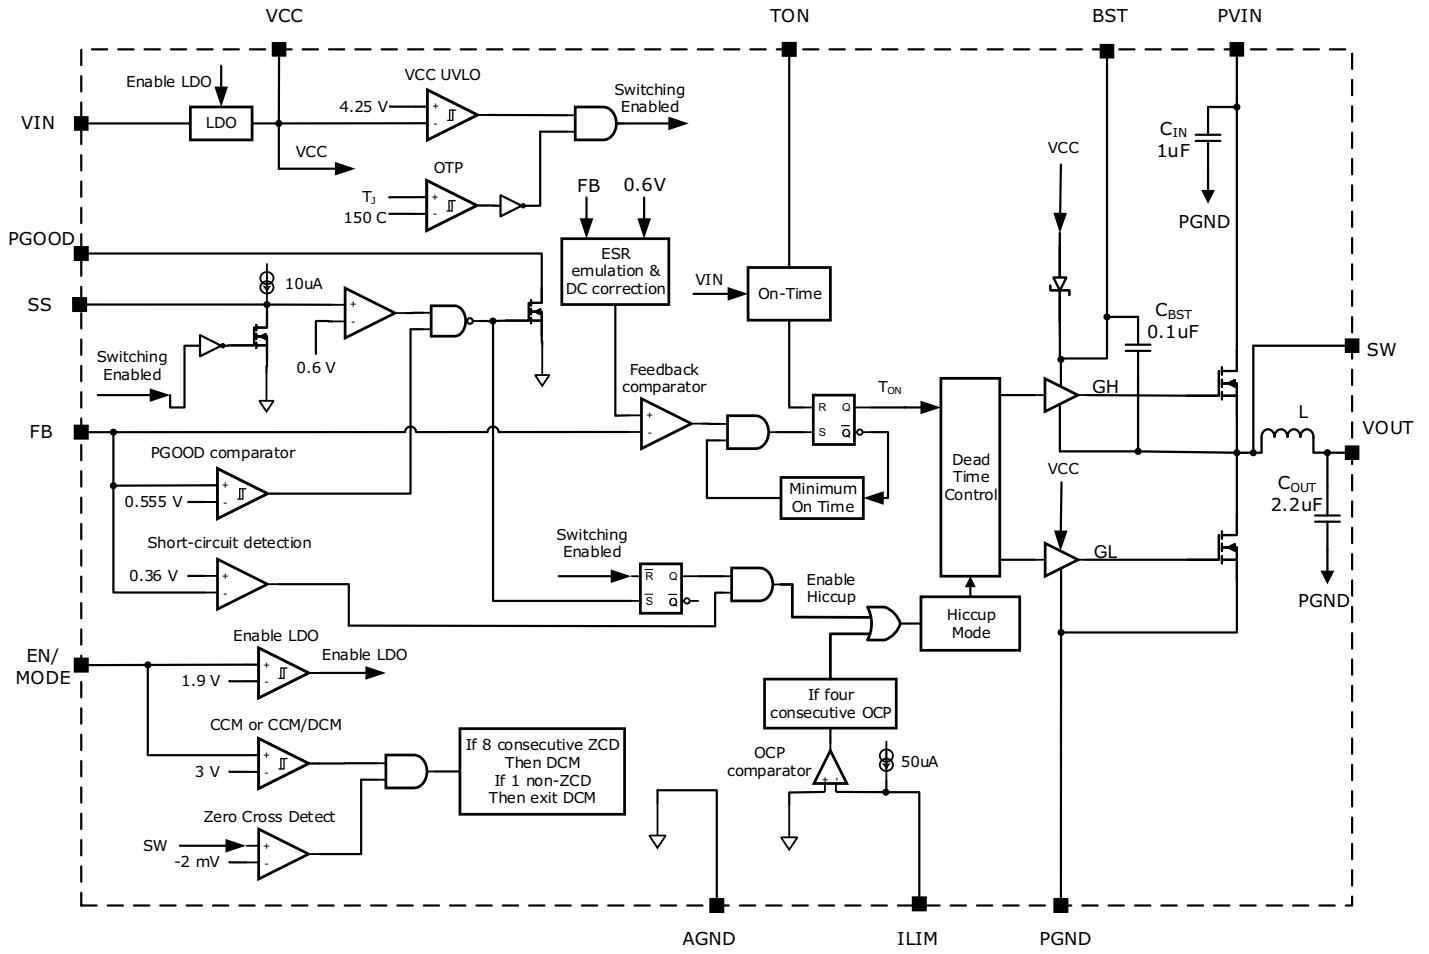 VCC
TON
BST
PVIN
Enable LDO
VCC UVLO
Switching
Enabled
4.25 V
+
-
VIN
LDO
CIN
1uF
VCC
VCC
OTP
TJ
150 C
+
-
FB
0.6V
PGND
PGOOD
ESR
emulation &
DC correction
VIN
On-Time
SS
10uA
+
-
CBST
0.1uF
SW
Switching
Enabled
0.6 V
Feedback
comparator
TON
GH
L
+
-
R
Q
S
Q
FB
VOUT
PGOOD comparator
+
0.555 V
-
Minimum
On Time
Dead
Time
Control
VCC
COUT
2.2uF
Short-circuit detection
Switching
Enabled
GL
0.36 V
+
-
R
Q
S
Q
Enable
Hiccup
PGND
Hiccup
Mode
Enable LDO
EN/
MODE
+
Enable LDO
1.9 V
-
If four
consecutive OCP
CCM or CCM/DCM
+
3 V
-
If 8 consecutive ZCD
Then DCM
If 1 non-ZCD
Then exit DCM
OCP
comparator
50uA
+
-
Zero Cross Detect
SW
+
-2 mV
-
AGND
ILIM
PGND